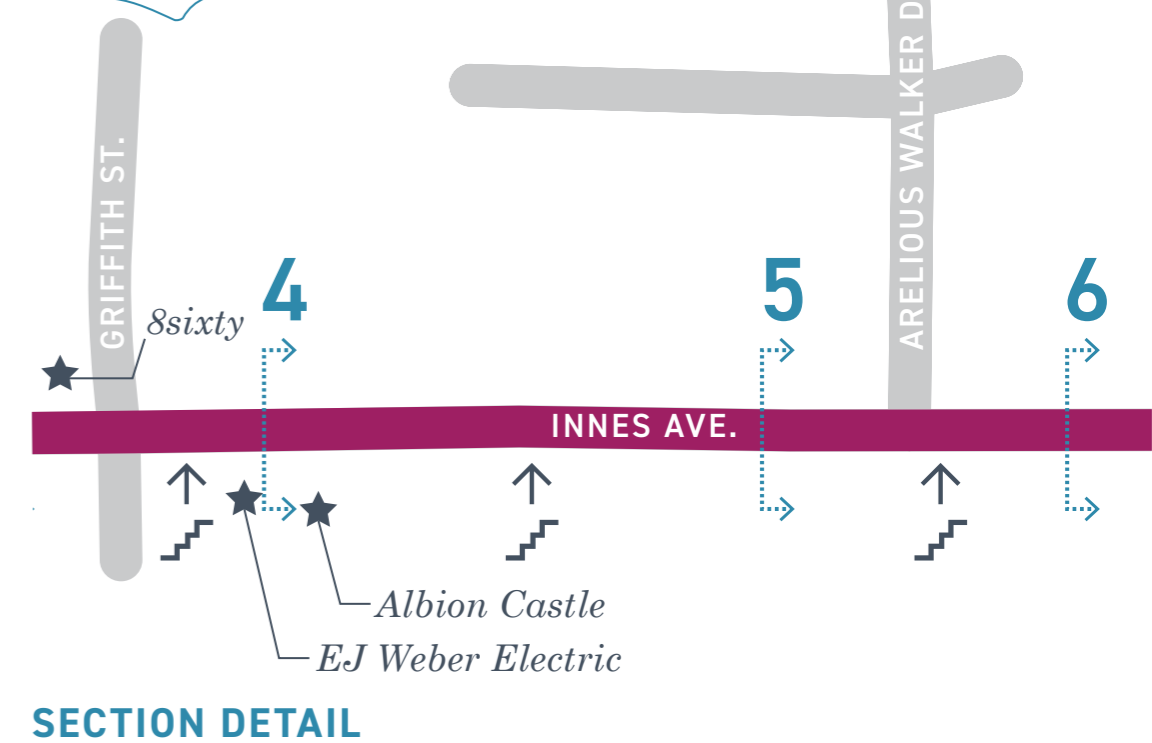 ARELIOUS WALKER D
GRIFFITH ST.
8sixty
4
5
6
INNES AVE.
Albion Castle
EJ Weber Electric
SECTION DETAIL